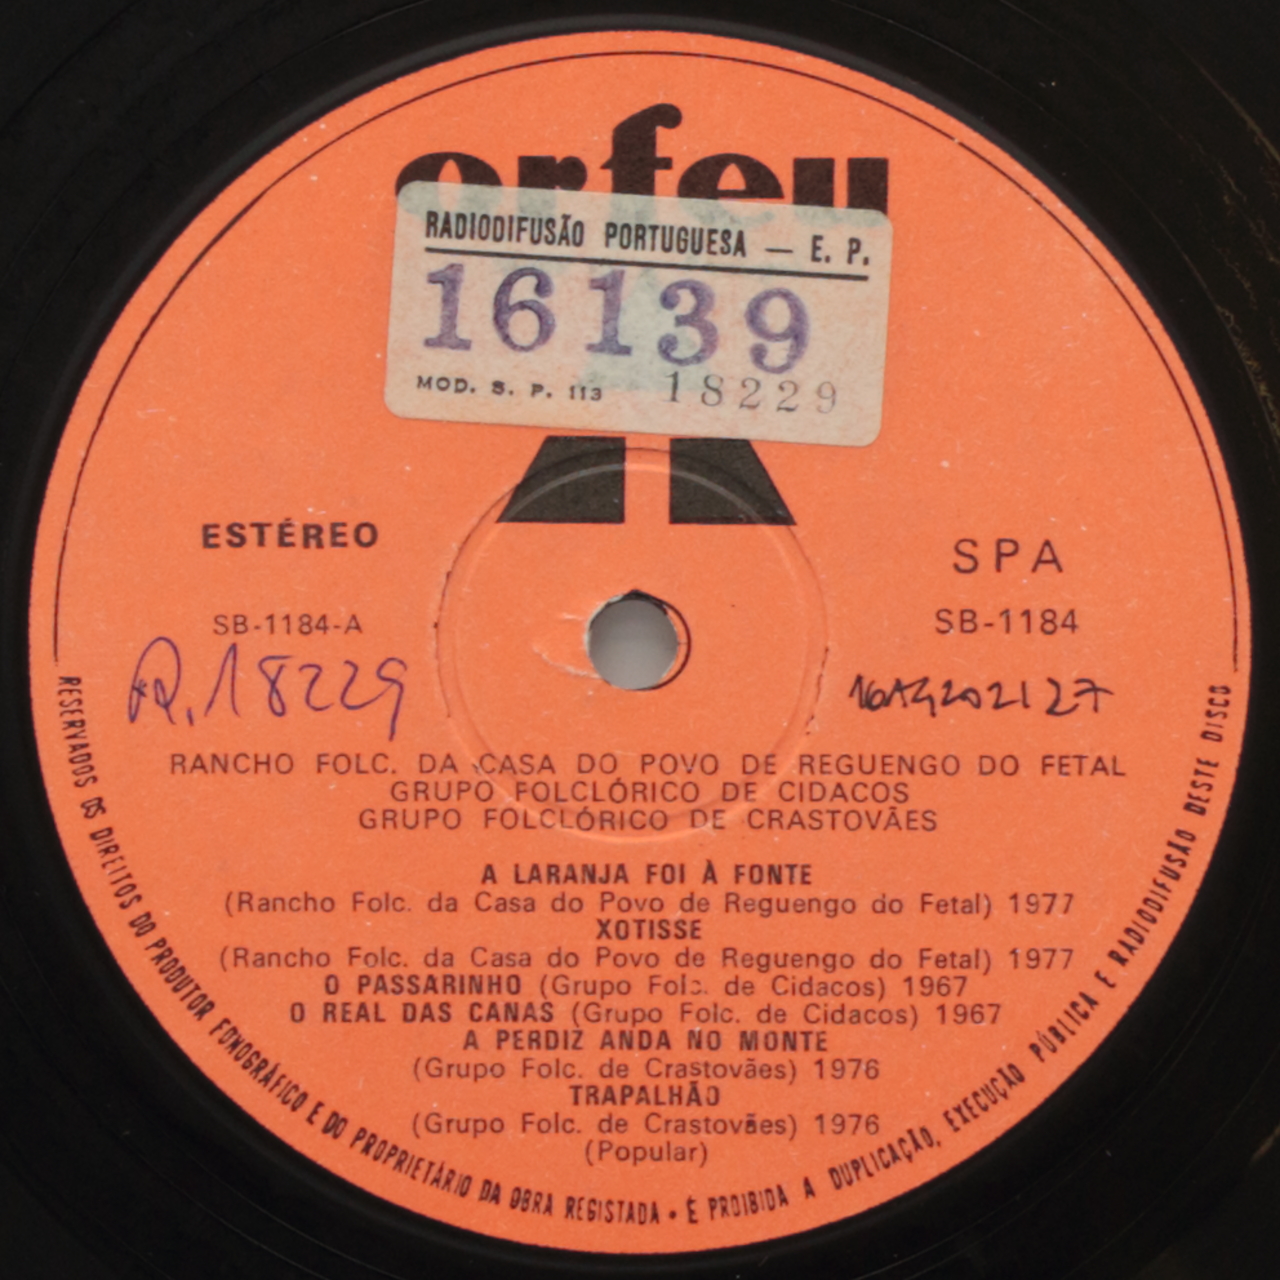 orfeu
RADIODIFUSÃO PORTUGUESA — E. P.
16139
MOD. S. P. 113 18229
ESTÉREO
SPA
SB-1184-A
SB-1184
R.18229
16AG202127
RANCHO FOLC. DA CASA DO POVO DE REGUENGO DO FETAL
GRUPO FOLCLÓRICO DE CIDACOS
GRUPO FOLCLÓRICO DE CRASTOVÃES
A LARANJA FOI À FONTE
(Rancho Folc. da Casa do Povo de Reguengo do Fetal) 1977
XOTISSE
(Rancho Folc. da Casa do Povo de Reguengo do Fetal) 1977
O PASSARINHO (Grupo Folc. de Cidacos) 1967
O REAL DAS CANAS (Grupo Folc. de Cidacos) 1967
A PERDIZ ANDA NO MONTE
(Grupo Folc. de Crastovães) 1976
TRAPALHÃO
(Grupo Folc. de Crastovães) 1976
(Popular)
RESERVADOS OS DIREITOS DO PRODUTOR FONOGRÁFICO E DO PROPRIETÁRIO DA OBRA REGISTADA • É PROIBIDA A DUPLICAÇÃO, EXECUÇÃO PÚBLICA E RADIODIFUSÃO DESTE DISCO